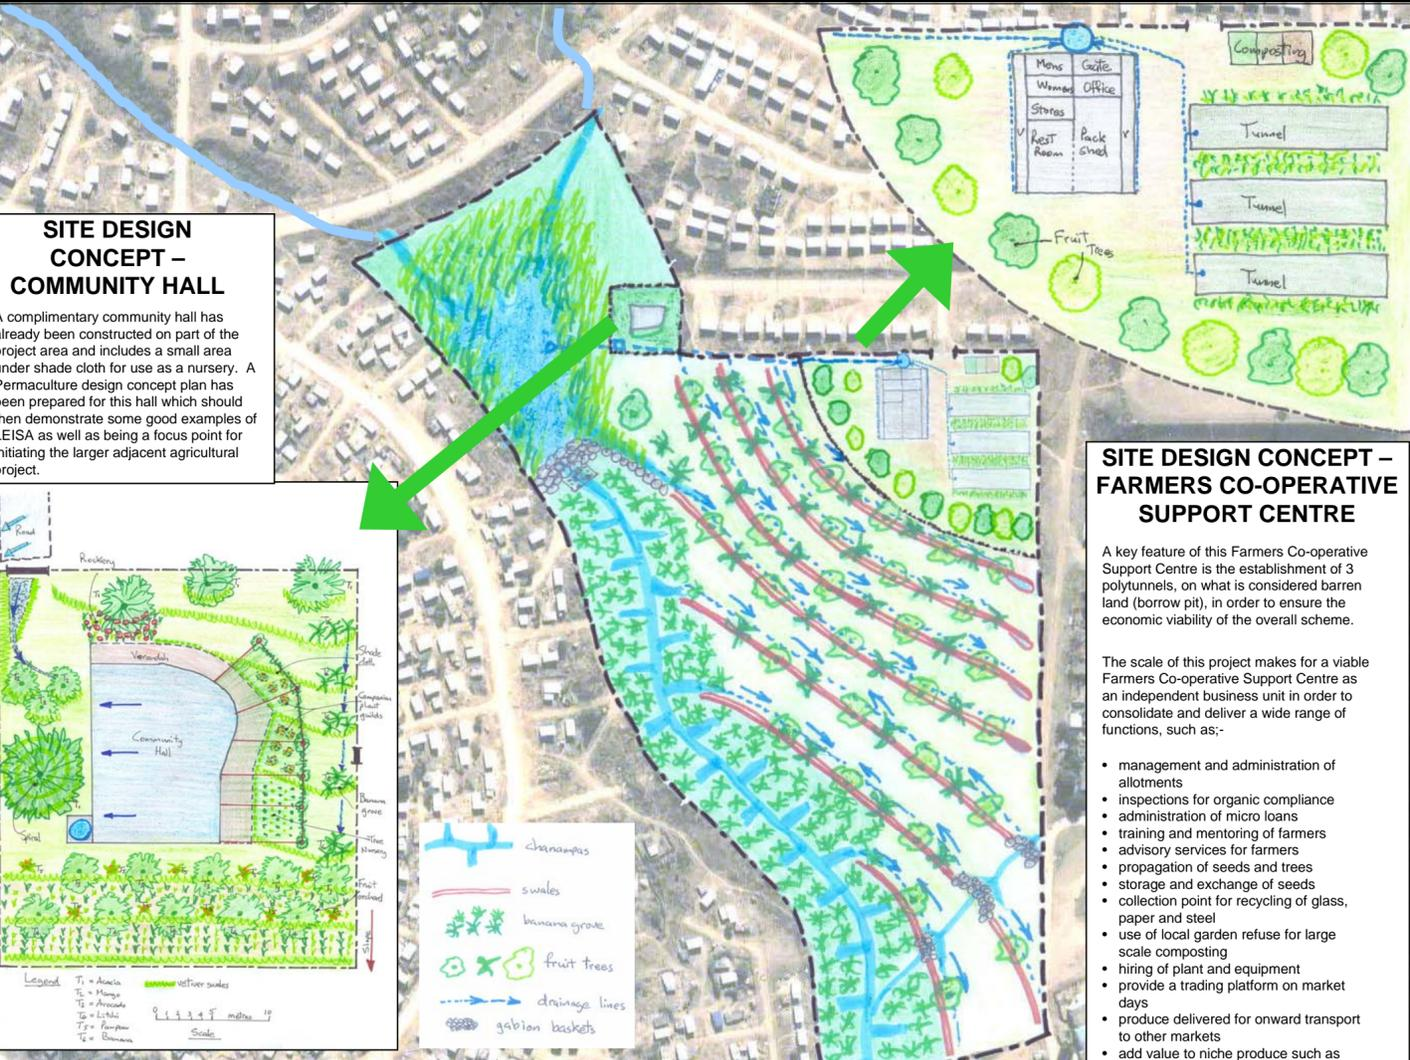 SITE DESIGN
CONCEPT –
COMMUNITY HALL
A complimentary community hall has
already been constructed on part of the
project area and includes a small area
under shade cloth for use as a nursery. A
Permaculture design concept plan has
been prepared for this hall which should
then demonstrate some good examples of
LEISA as well as being a focus point for
initiating the larger adjacent agricultural
project.
Composting
Mens
Gate
Womens
Office
Stores
Rest
Room
Pack
Shed
Tunnel
Tunnel
Tunnel
Fruit
Trees
SITE DESIGN CONCEPT –
FARMERS CO-OPERATIVE
SUPPORT CENTRE
A key feature of this Farmers Co-operative
Support Centre is the establishment of 3
polytunnels, on what is considered barren
land (borrow pit), in order to ensure the
economic viability of the overall scheme.
The scale of this project makes for a viable
Farmers Co-operative Support Centre as
an independent business unit in order to
consolidate and deliver a wide range of
functions, such as;-
• management and administration of
allotments
• inspections for organic compliance
• administration of micro loans
• training and mentoring of farmers
• advisory services for farmers
• propagation of seeds and trees
• storage and exchange of seeds
• collection point for recycling of glass,
paper and steel
• use of local garden refuse for large
scale composting
• hiring of plant and equipment
• provide a trading platform on market
days
• produce delivered for onward transport
to other markets
• add value to niche produce such as
Road
Rockery
Verandah
Shade
cloth
Companion
plant
guilds
Community
Hall
Banana
grove
Spiral
Tree
Nursery
Fruit
orchard
Slope
Legend
T1 = Acacia
T2 = Mango
T3 = Avocado
T4 = Litchi
T5 = Pawpaw
T6 = Banana
vetiver swales
0 1 2 3 4 5 metres 10
Scale
chanampas
swales
banana grove
fruit trees
drainage lines
gabion baskets